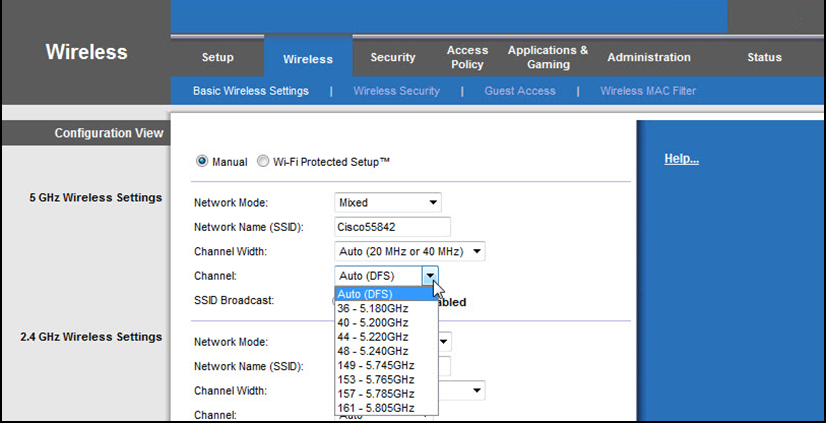 Wireless
Setup
Wireless
Security
Access Policy
Applications & Gaming
Administration
Status
Basic Wireless Settings | Wireless Security | Guest Access | Wireless MAC Filter
Configuration View
Help...
Manual Wi-Fi Protected Setup™
5 GHz Wireless Settings
Network Mode: Mixed
Network Name (SSID): Cisco55842
Channel Width: Auto (20 MHz or 40 MHz)
Channel: Auto (DFS)
SSID Broadcast:
Auto (DFS)
36 - 5.180GHz
40 - 5.200GHz
44 - 5.220GHz
48 - 5.240GHz
149 - 5.745GHz
153 - 5.765GHz
157 - 5.785GHz
161 - 5.805GHz
2.4 GHz Wireless Settings
Network Mode:
Network Name (SSID):
Channel Width:
Channel: Auto